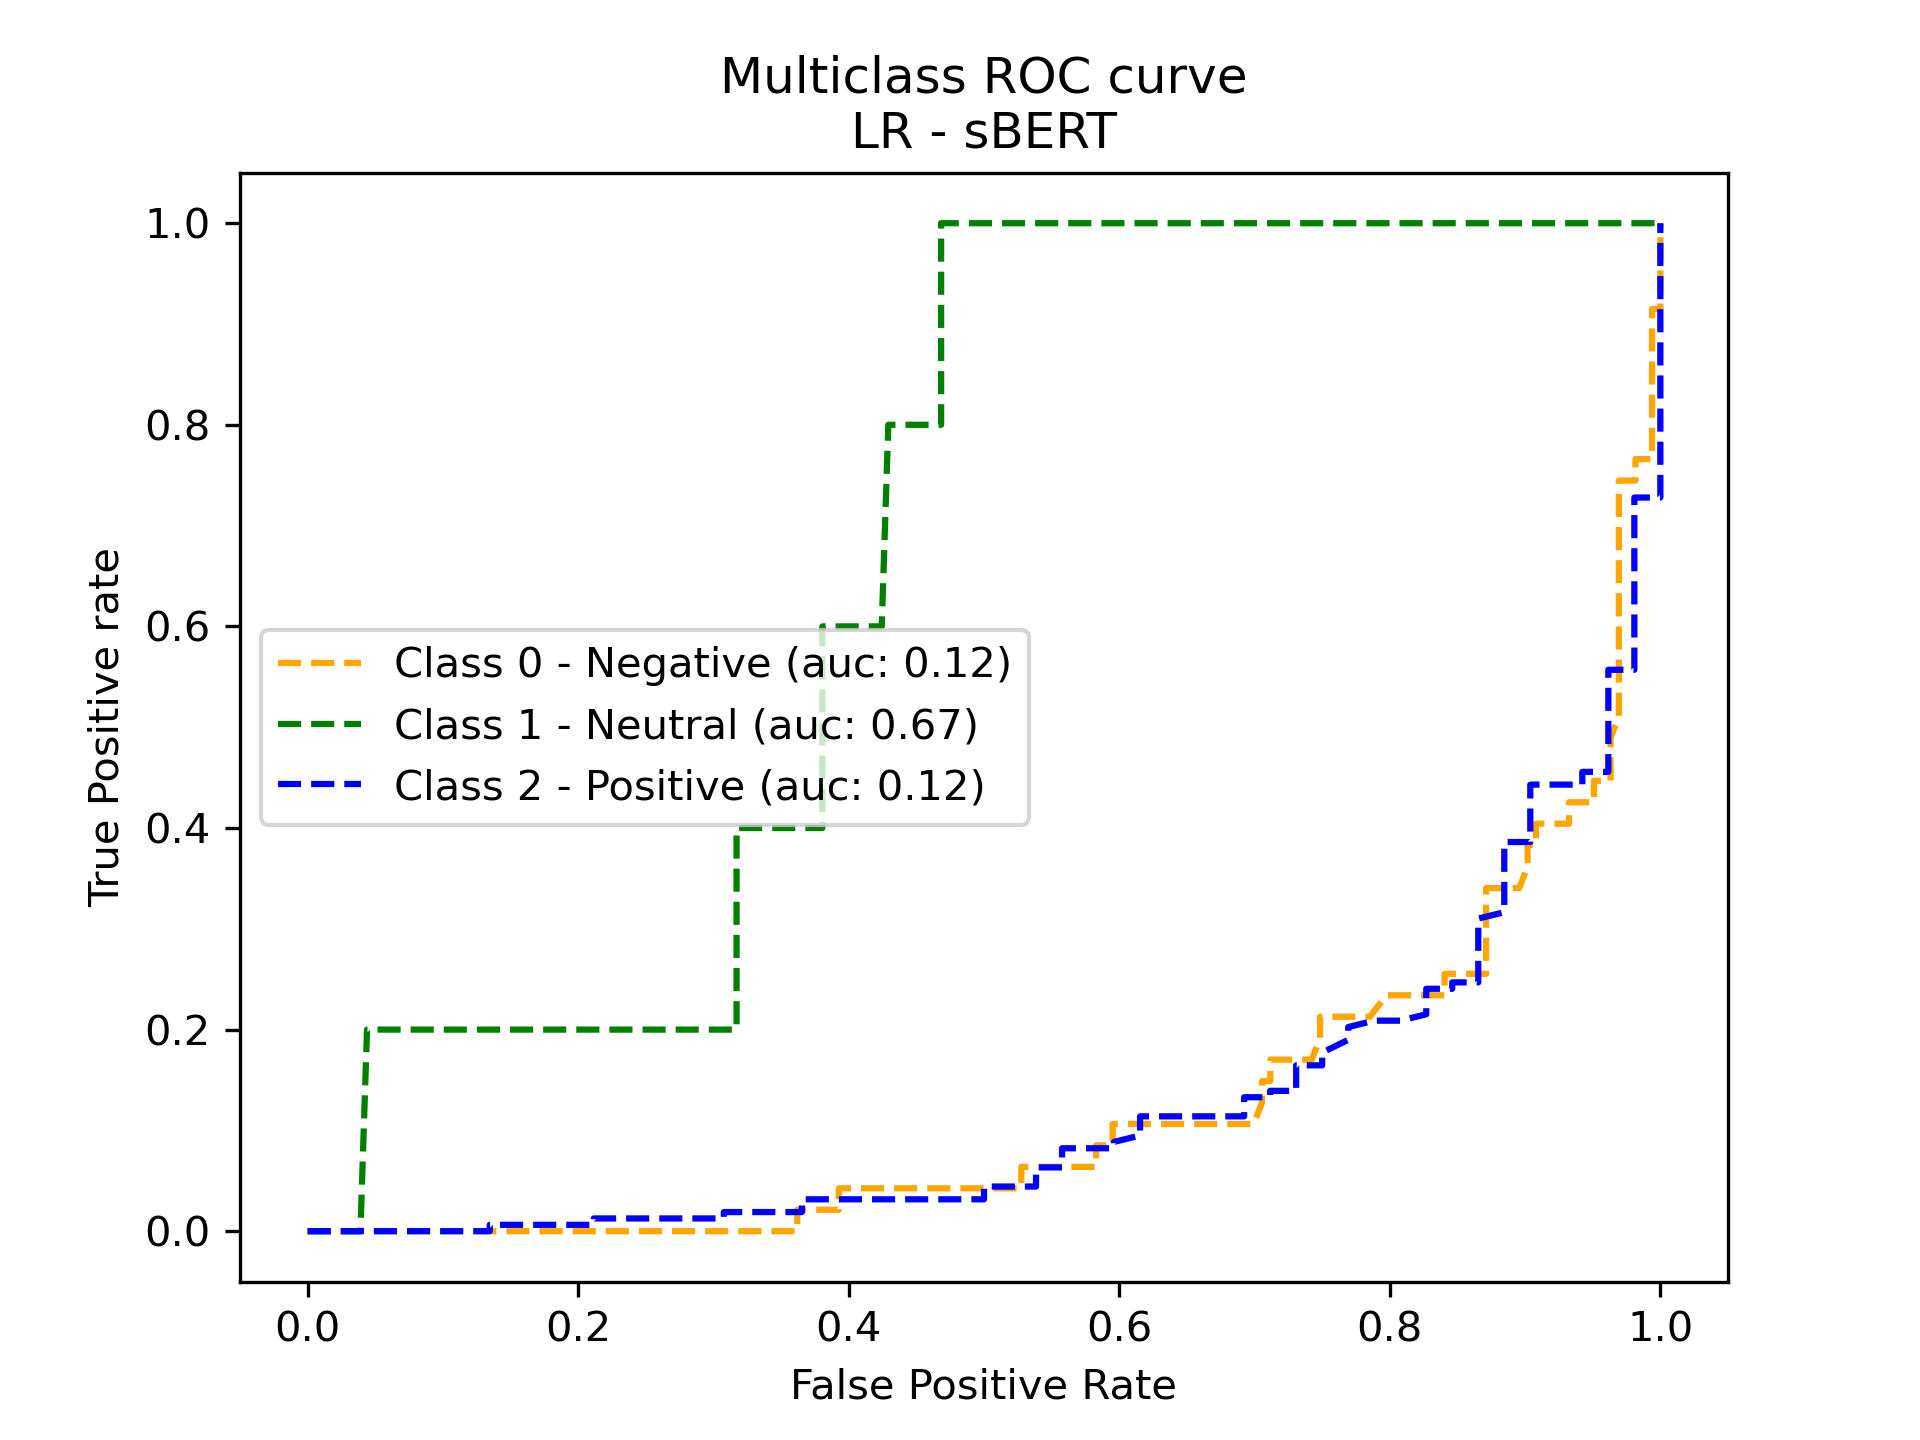 Multiclass ROC curve
LR - sBERT
True Positive rate
1.0
0.8
0.6
0.4
0.2
0.0
Class 0 - Negative (auc: 0.12)
Class 1 - Neutral (auc: 0.67)
Class 2 - Positive (auc: 0.12)
0.0 0.2 0.4 0.6 0.8 1.0
False Positive Rate